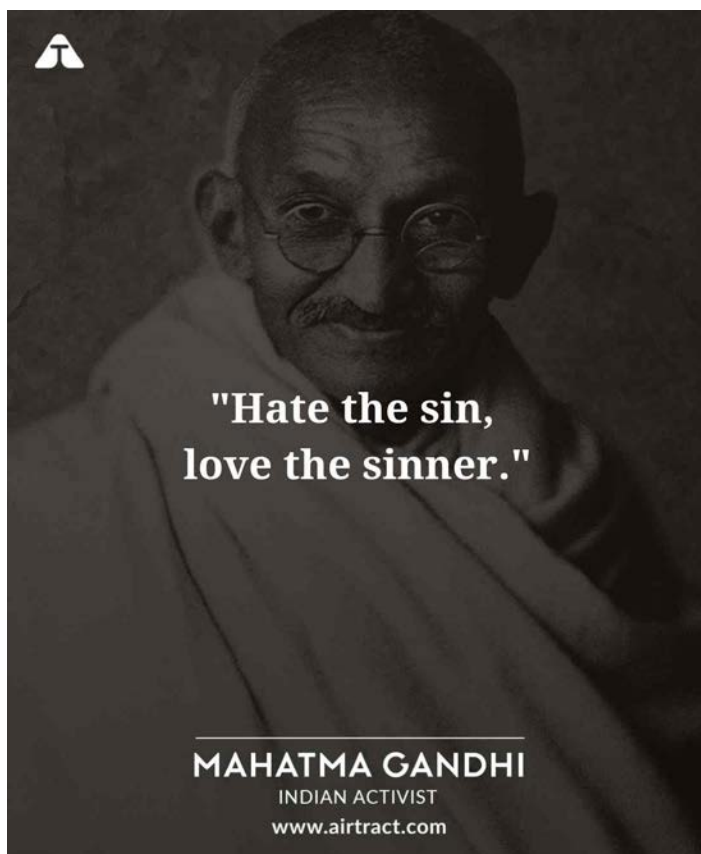 "Hate the sin,
love the sinner."
MAHATMA GANDHI
INDIAN ACTIVIST
www.airtract.com